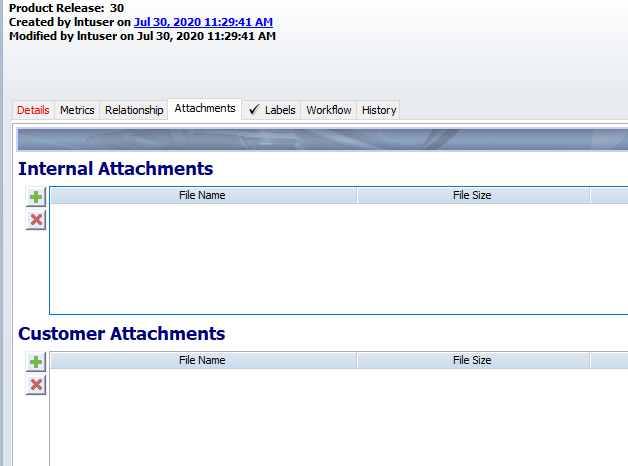 Product Release: 30
Created by lntuser on Jul 30, 2020 11:29:41 AM
Modified by lntuser on Jul 30, 2020 11:29:41 AM
Details Metrics Relationship Attachments Labels Workflow History
Internal Attachments
File Name File Size
Customer Attachments
File Name File Size